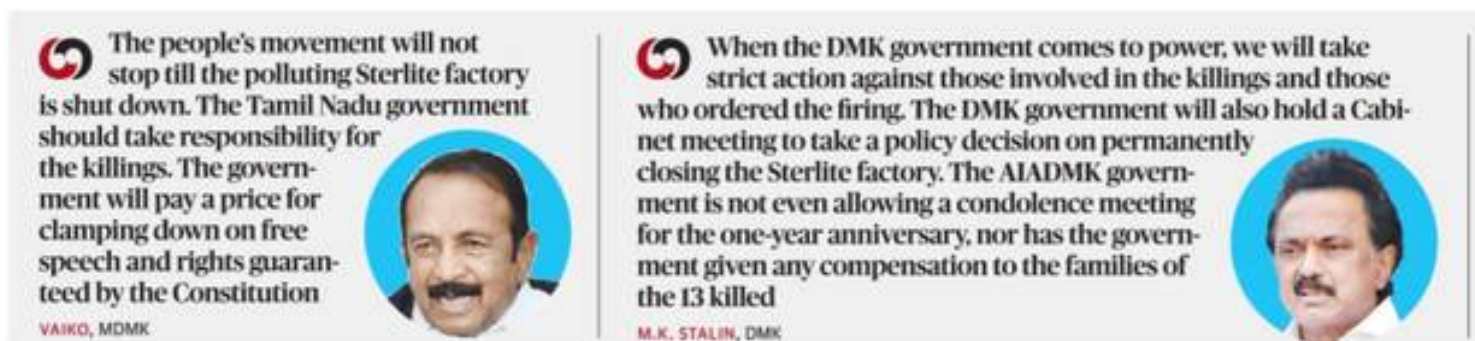 The people's movement will not
stop till the polluting Sterlite factory
is shut down. The Tamil Nadu government
should take responsibility for
the killings. The govern-
ment will pay a price for
clamping down on free
speech and rights guaran-
teed by the Constitution
VAIKO, MDMK
When the DMK government comes to power, we will take
strict action against those involved in the killings and those
who ordered the firing. The DMK government will also hold a Cabi-
net meeting to take a policy decision on permanently
closing the Sterlite factory. The AIADMK govern-
ment is not even allowing a condolence meeting
for the one-year anniversary, nor has the govern-
ment given any compensation to the families of
the 13 killed
M.K. STALIN, DMK